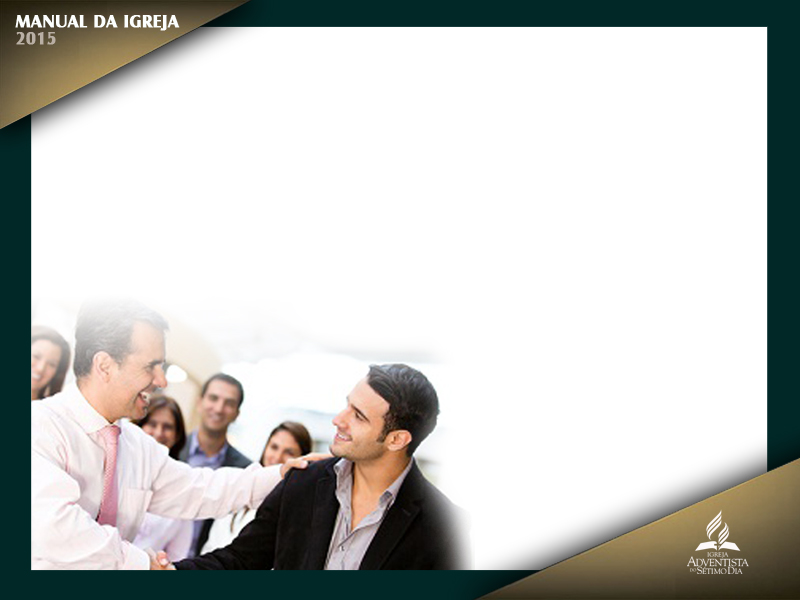 MANUAL DA IGREJA
2015
IGREJA
ADVENTISTA
DO SÉTIMO DIA